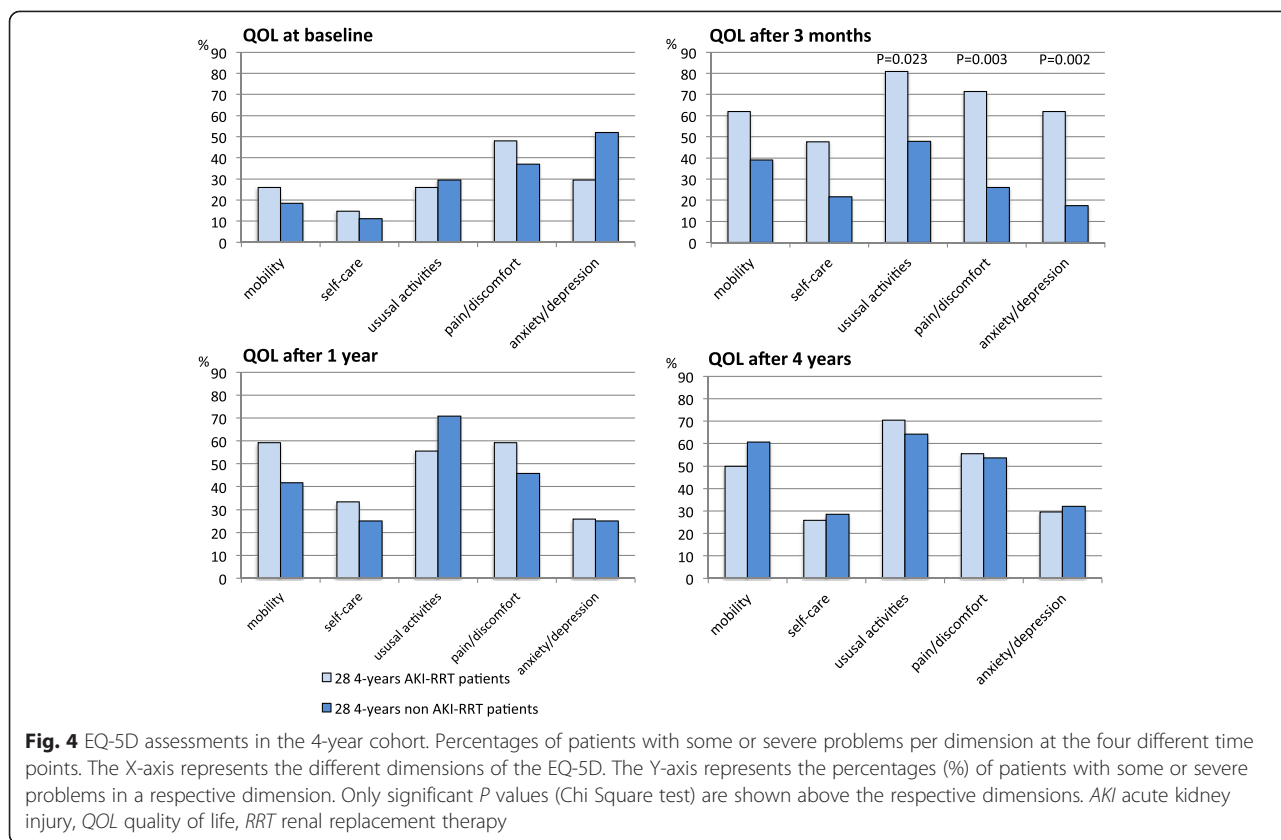 QOL at baseline
%
90
80
70
60
50
40
30
20
10
0
mobility
self-care
ususal activities
pain/discomfort
anxiety/depression
QOL after 3 months
%
90
80
70
60
50
40
30
20
10
0
P=0.023
P=0.003
P=0.002
mobility
self-care
ususal activities
pain/discomfort
anxiety/depression
QOL after 1 year
%
90
80
70
60
50
40
30
20
10
0
mobility
self-care
ususal activities
pain/discomfort
anxiety/depression
QOL after 4 years
%
90
80
70
60
50
40
30
20
10
0
mobility
self-care
ususal activities
pain/discomfort
anxiety/depression
28 4-years AKI-RRT patients
28 4-years non AKI-RRT patients
Fig. 4 EQ-5D assessments in the 4-year cohort. Percentages of patients with some or severe problems per dimension at the four different time
points. The X-axis represents the different dimensions of the EQ-5D. The Y-axis represents the percentages (%) of patients with some or severe
problems in a respective dimension. Only significant P values (Chi Square test) are shown above the respective dimensions. AKI acute kidney
injury, QOL quality of life, RRT renal replacement therapy